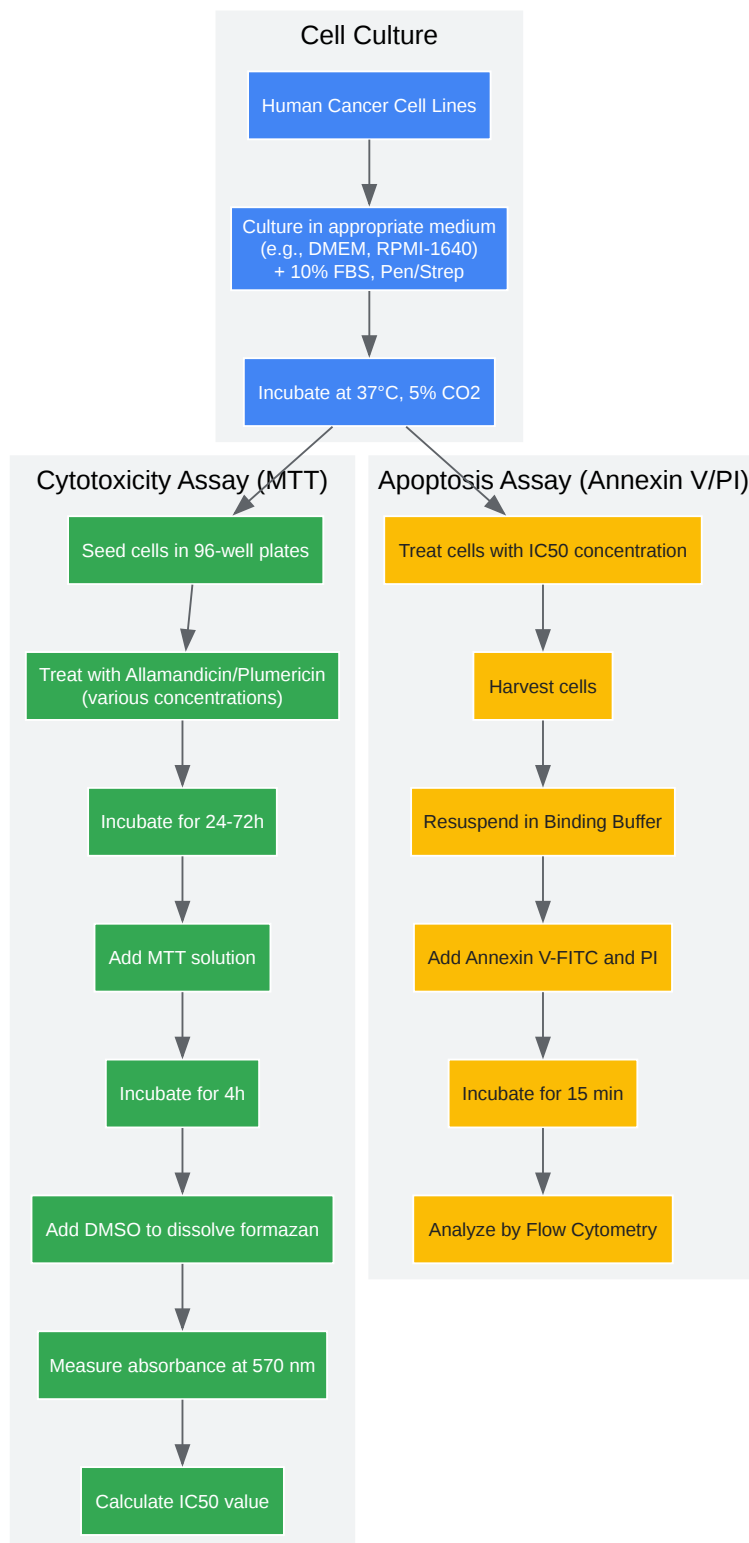 Cell Culture
Human Cancer Cell Lines
Culture in appropriate medium
(e.g., DMEM, RPMI-1640)
+ 10% FBS, Pen/Strep
Incubate at 37°C, 5% CO2
Cytotoxicity Assay (MTT)
Seed cells in 96-well plates
Treat with Allamandicin/Plumericin
(various concentrations)
Incubate for 24-72h
Add MTT solution
Incubate for 4h
Add DMSO to dissolve formazan
Measure absorbance at 570 nm
Calculate IC50 value
Apoptosis Assay (Annexin V/PI)
Treat cells with IC50 concentration
Harvest cells
Resuspend in Binding Buffer
Add Annexin V-FITC and PI
Incubate for 15 min
Analyze by Flow Cytometry